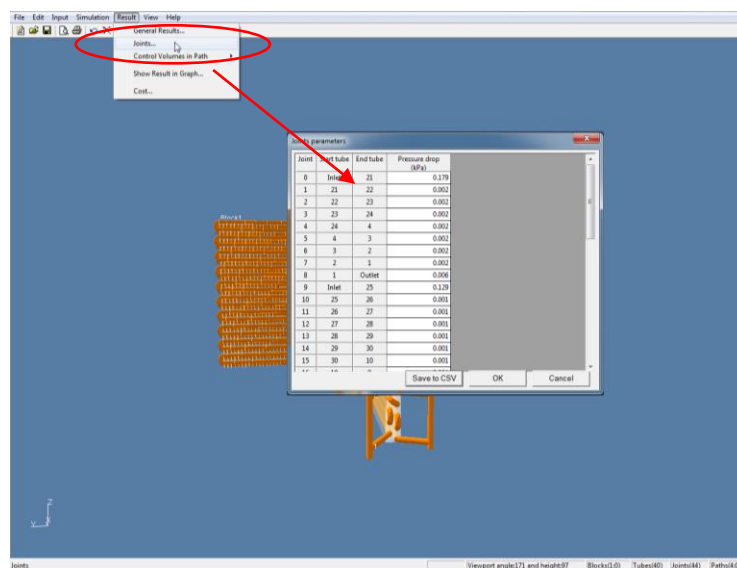 File Edit Input Simulation Result View Help
General Results...
Joints...
Control Volumes in Path
Show Result in Graph...
Cost...
Joints parameters
Joint Start tube End tube Pressure drop (kPa)
0 Inlet 21 0.179
1 21 22 0.002
2 22 23 0.002
3 23 24 0.002
4 24 4 0.002
5 4 3 0.002
6 3 2 0.002
7 2 1 0.002
8 1 Outlet 0.006
9 Inlet 25 0.129
10 25 26 0.001
11 26 27 0.001
12 27 28 0.001
13 28 29 0.001
14 29 30 0.001
15 30 10 0.001
Save to CSV OK Cancel
Block1
Z
Y X
Joints Viewport angle:171 and height:97 Blocks(1:0) Tubes(40) Joints(44)